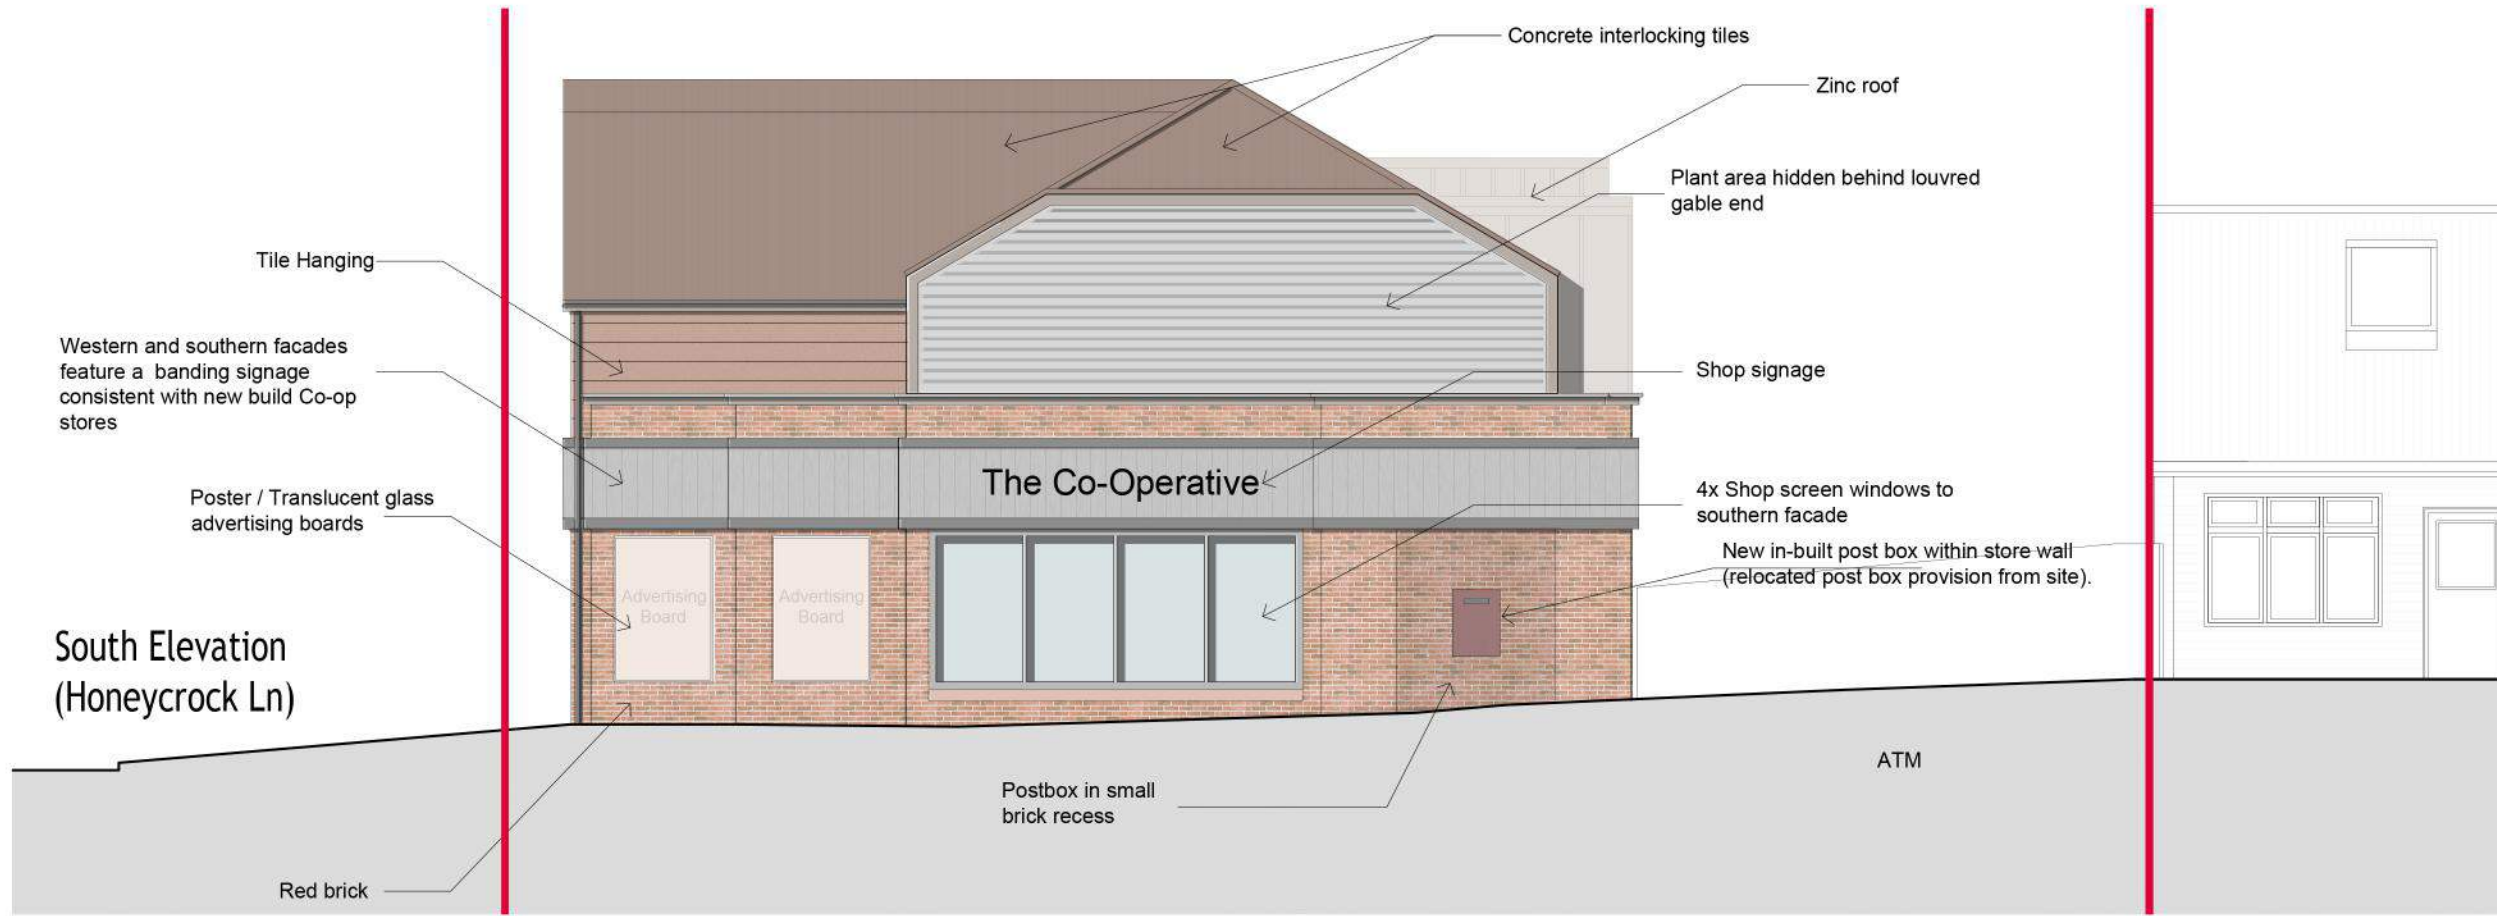 Concrete interlocking tiles
Zinc roof
Plant area hidden behind louvred
gable end
Tile Hanging
Western and southern facades
feature a banding signage
consistent with new build Co-op
stores
Shop signage
The Co-Operative
Poster / Translucent glass
advertising boards
4x Shop screen windows to
southern facade
New in-built post box within store wall
(relocated post box provision from site).
Advertising
Board
Advertising
Board
South Elevation
(Honeycrock Ln)
ATM
Postbox in small
brick recess
Red brick